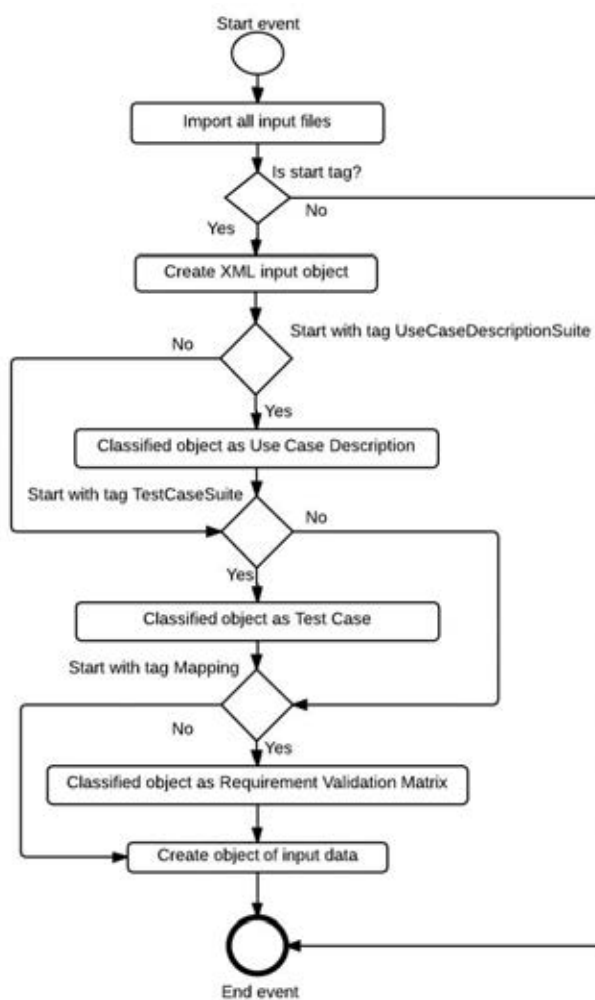 Start event
Import all input files
Is start tag?
No
Yes
Create XML input object
Start with tag UseCaseDescriptionSuite
No
Yes
Classified object as Use Case Description
Start with tag TestCaseSuite
No
Yes
Classified object as Test Case
Start with tag Mapping
No
Yes
Classified object as Requirement Validation Matrix
Create object of input data
End event